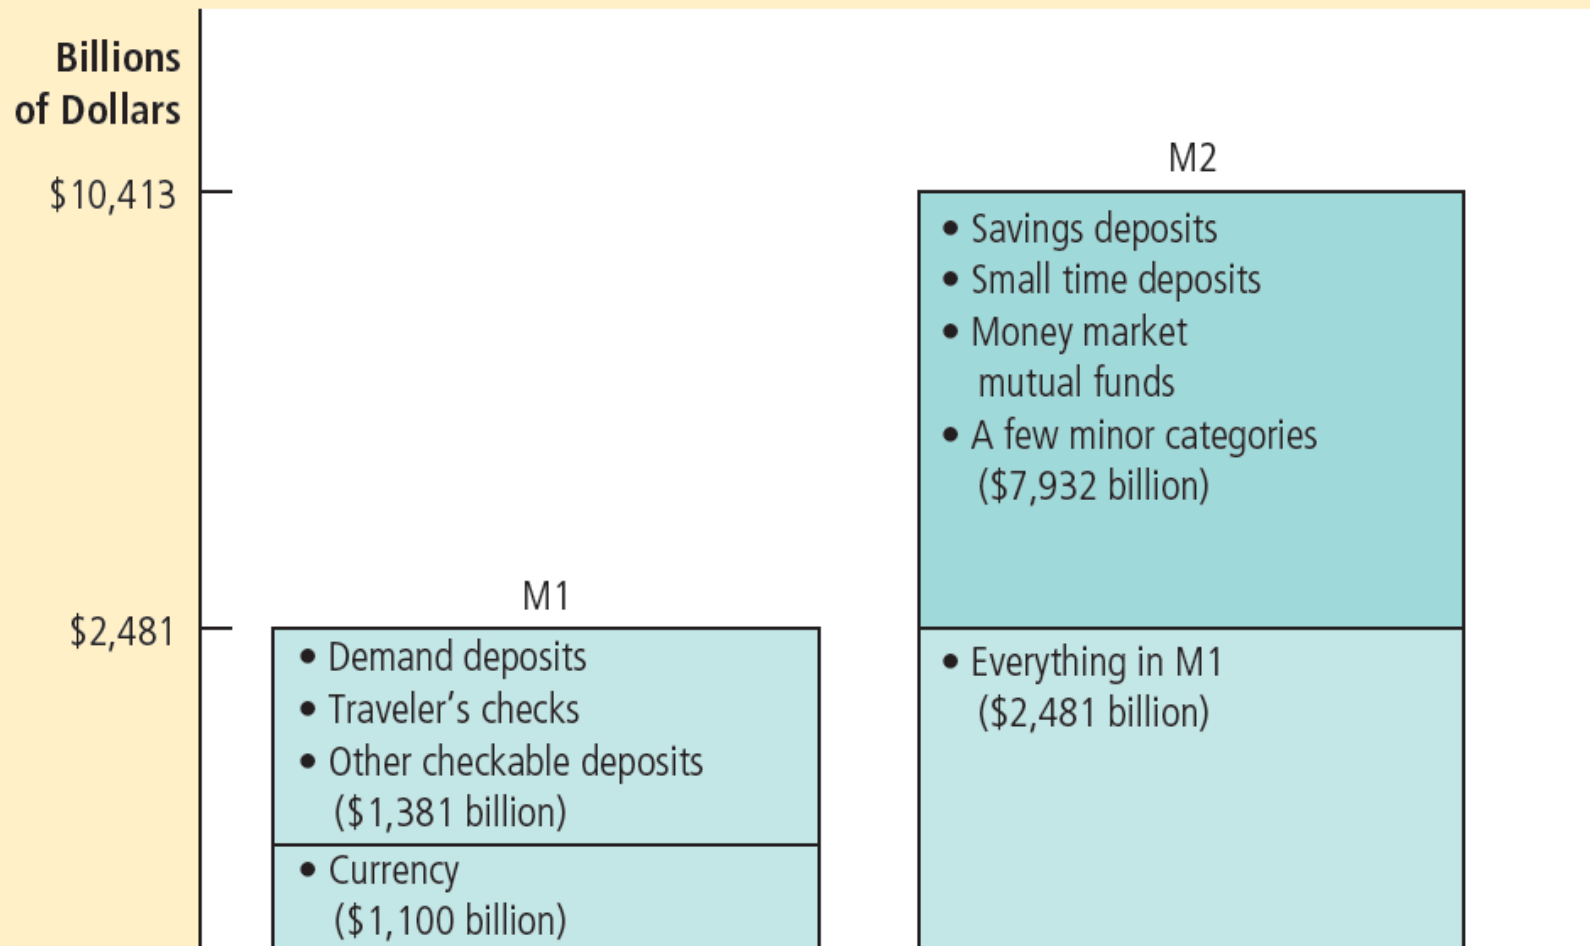 Billions
of Dollars
$10,413
$2,481
M1
• Demand deposits
• Traveler’s checks
• Other checkable deposits
($1,381 billion)
• Currency
($1,100 billion)
M2
• Savings deposits
• Small time deposits
• Money market
mutual funds
• A few minor categories
($7,932 billion)
• Everything in M1
($2,481 billion)